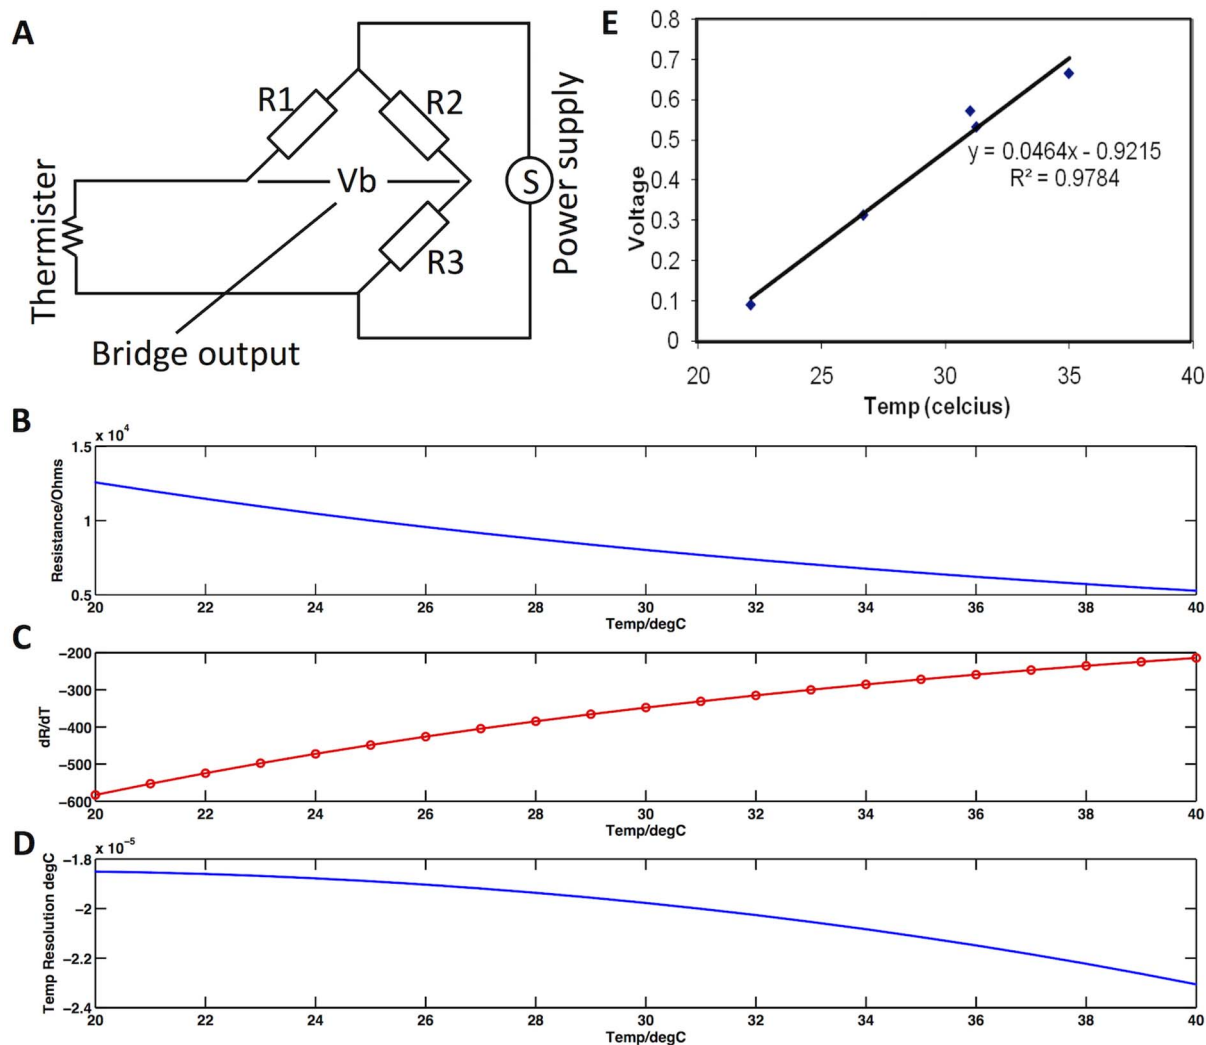 A
R1
R2
Vb
S
Power supply
Thermister
R3
Bridge output
E
0.8
0.7
0.6
0.5
0.4
0.3
0.2
0.1
0
Voltage
y = 0.0464x - 0.9215
R² = 0.9784
20 25 30 35 40
Temp (celcius)
B
x 10⁴
1.5
1
0.5
Resistance/Ohms
20 22 24 26 28 30 32 34 36 38 40
Temp/degC
C
−200
−300
−400
−500
−600
dR/dT
20 22 24 26 28 30 32 34 36 38 40
Temp/degC
D
x 10⁻⁵
−1.8
−2
−2.2
−2.4
Temp Resolution degC
20 22 24 26 28 30 32 34 36 38 40
Temp/degC